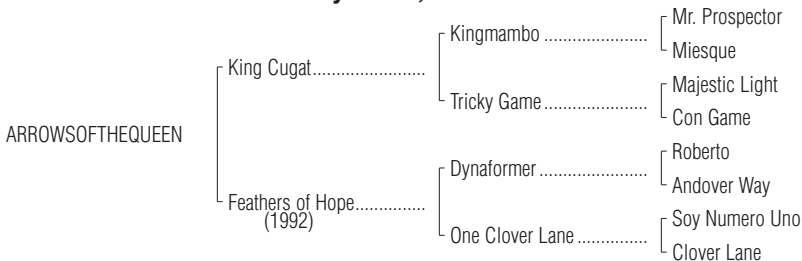 Kingmambo ...................... Mr. Prospector
Miesque
King Cugat........................
Tricky Game...................... Majestic Light
Con Game
ARROWSOFTHEQUEEN
Dynaformer ....................... Roberto
Andover Way
Feathers of Hope...............
(1992)
One Clover Lane ............... Soy Numero Uno
Clover Lane